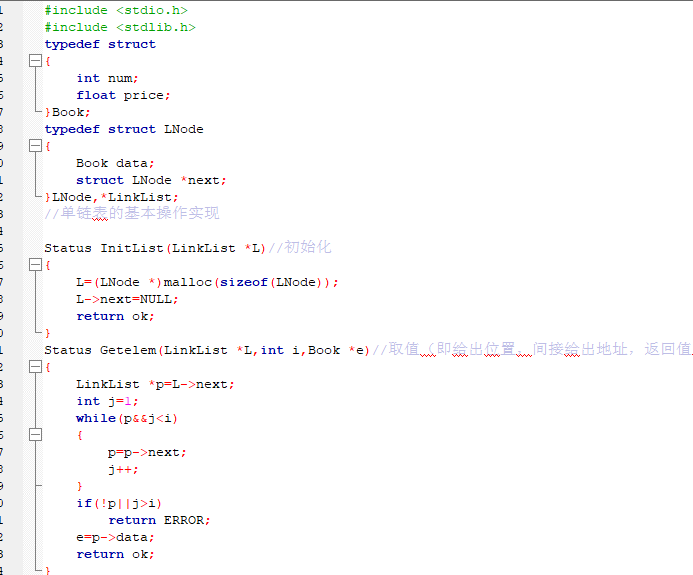 1 #include <stdio.h>
2 #include <stdlib.h>
3 typedef struct
4 {
5 int num;
6 float price;
7 }Book;
8 typedef struct LNode
9 {
0 Book data;
1 struct LNode *next;
2 }LNode,*LinkList;
3 //单链表的基本操作实现
4
5 Status InitList(LinkList *L)//初始化
6 {
7 L=(LNode *)malloc(sizeof(LNode));
8 L->next=NULL;
9 return ok;
0 }
1 Status Getelem(LinkList *L,int i,Book *e)//取值（即给出位置，间接给出地址，返回值
2 {
3 LinkList *p=L->next;
4 int j=1;
5 while(p&&j<i)
6 {
7 p=p->next;
8 j++;
9 }
0 if(!p||j>i)
1 return ERROR;
2 e=p->data;
3 return ok;
4 }